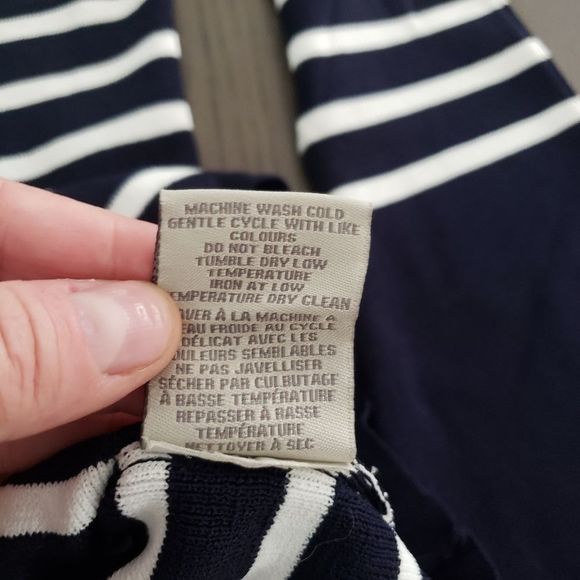 MACHINE WASH COLD
GENTLE CYCLE WITH LIKE
COLOURS
DO NOT BLEACH
TUMBLE DRY LOW
TEMPERATURE
IRON AT LOW
TEMPERATURE DRY CLEAN
LAVER À LA MACHINE À
EAU FROIDE AU CYCLE
DÉLICAT AVEC LES
COULEURS SEMBLABLES
NE PAS JAVELLISER
SÉCHER PAR CULBUTAGE
À BASSE TEMPÉRATURE
REPASSER À BASSE
TEMPÉRATURE
NETTOYER À SEC